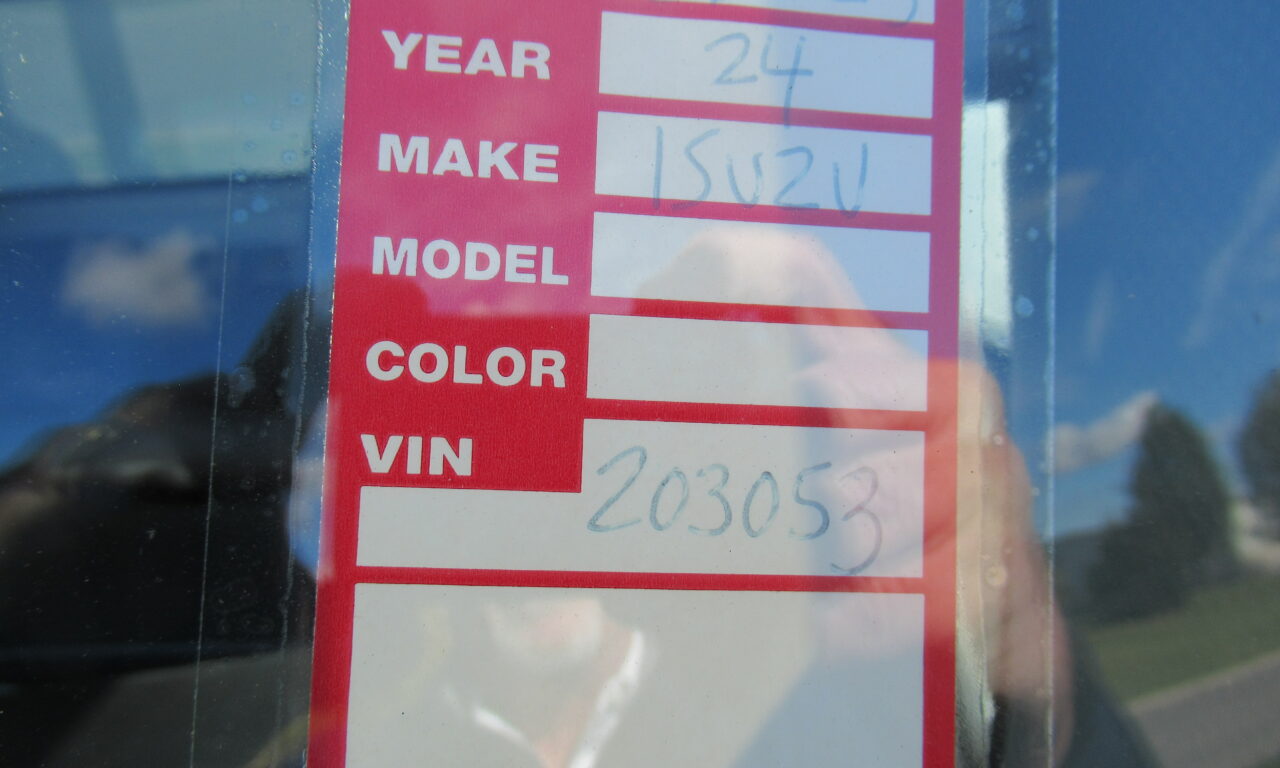 YEAR 24
MAKE ISUZU
MODEL
COLOR
VIN 203053